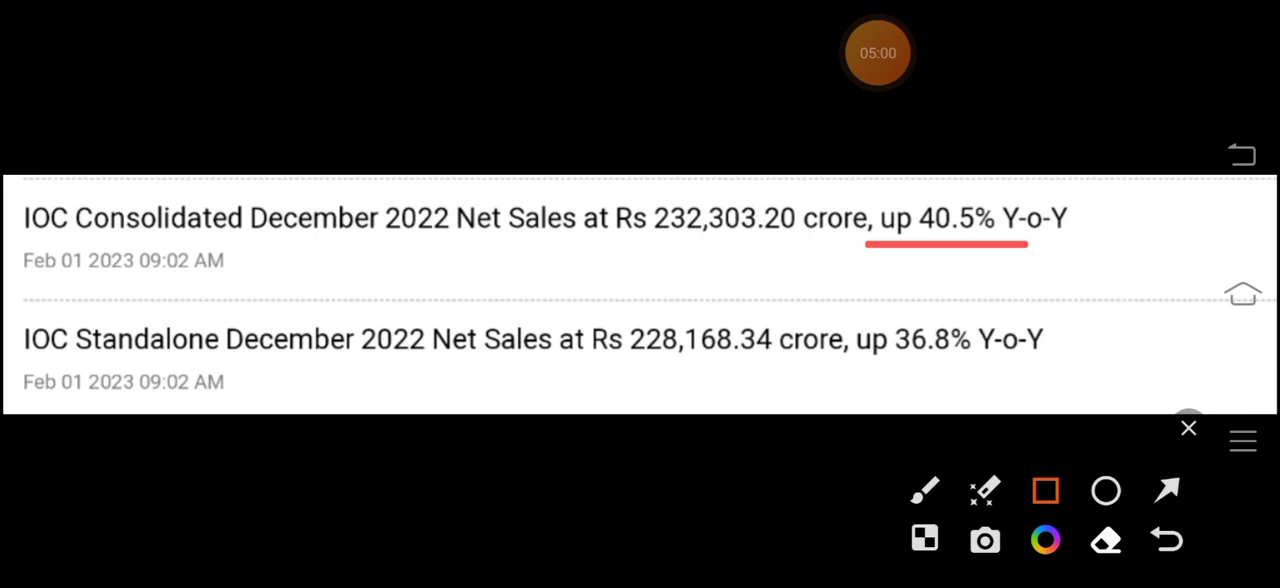 05:00
IOC Consolidated December 2022 Net Sales at Rs 232,303.20 crore, up 40.5% Y-o-Y
Feb 01 2023 09:02 AM
IOC Standalone December 2022 Net Sales at Rs 228,168.34 crore, up 36.8% Y-o-Y
Feb 01 2023 09:02 AM